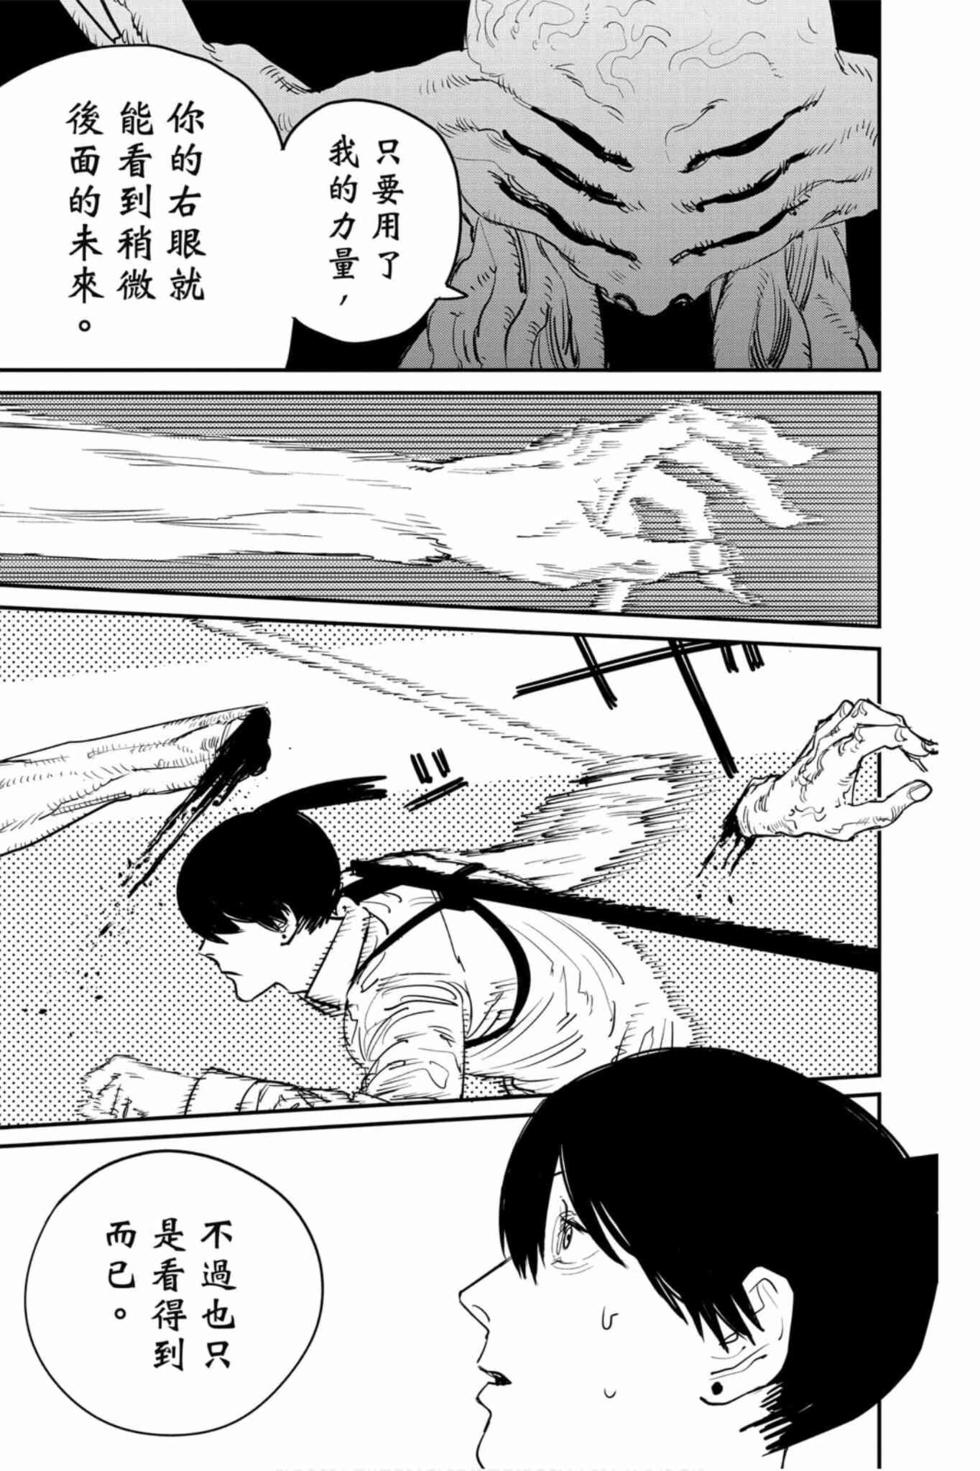 只要用了
我的力量，
你的右眼就
能看到稍微
後面的未來。
不過也只
是看得到
而已。